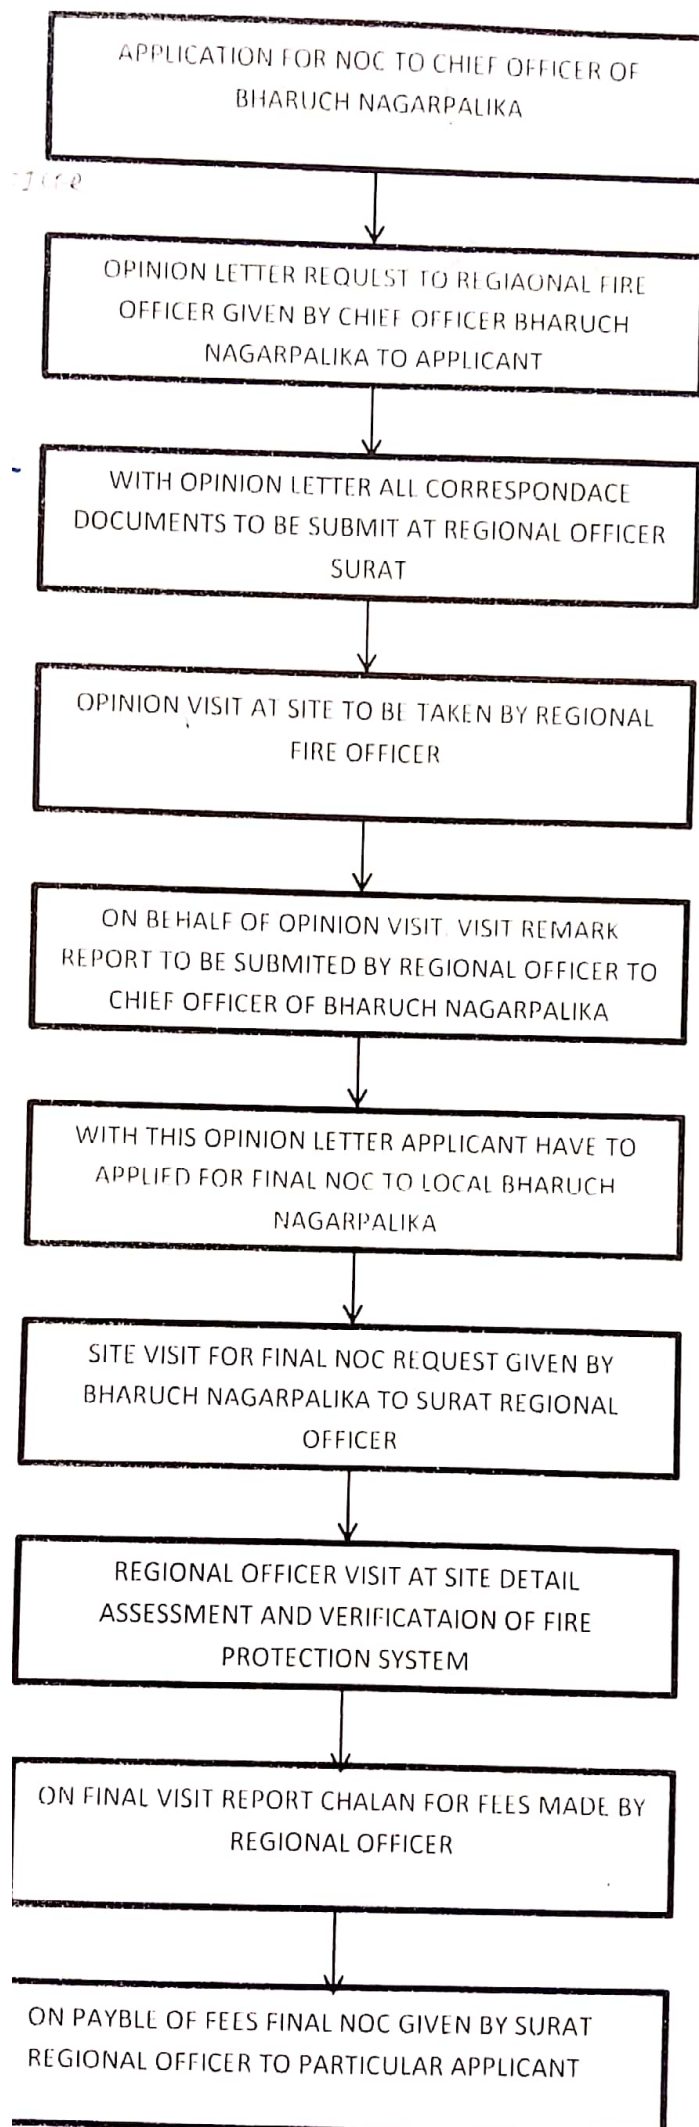 APPLICATION FOR NOC TO CHIEF OFFICER OF
BHARUCH NAGARPALIKA
OPINION LETTER REQUEST TO REGIAONAL FIRE
OFFICER GIVEN BY CHIEF OFFICER BHARUCH
NAGARPALIKA TO APPLICANT
WITH OPINION LETTER ALL CORRESPONDACE
DOCUMENTS TO BE SUBMIT AT REGIONAL OFFICER
SURAT
OPINION VISIT AT SITE TO BE TAKEN BY REGIONAL
FIRE OFFICER
ON BEHALF OF OPINION VISIT VISIT REMARK
REPORT TO BE SUBMITED BY REGIONAL OFFICER TO
CHIEF OFFICER OF BHARUCH NAGARPALIKA
WITH THIS OPINION LETTER APPLICANT HAVE TO
APPLIED FOR FINAL NOC TO LOCAL BHARUCH
NAGARPALIKA
SITE VISIT FOR FINAL NOC REQUEST GIVEN BY
BHARUCH NAGARPALIKA TO SURAT REGIONAL
OFFICER
REGIONAL OFFICER VISIT AT SITE DETAIL
ASSESSMENT AND VERIFICATAION OF FIRE
PROTECTION SYSTEM
ON FINAL VISIT REPORT CHALAN FOR FEES MADE BY
REGIONAL OFFICER
ON PAYBLE OF FEES FINAL NOC GIVEN BY SURAT
REGIONAL OFFICER TO PARTICULAR APPLICANT